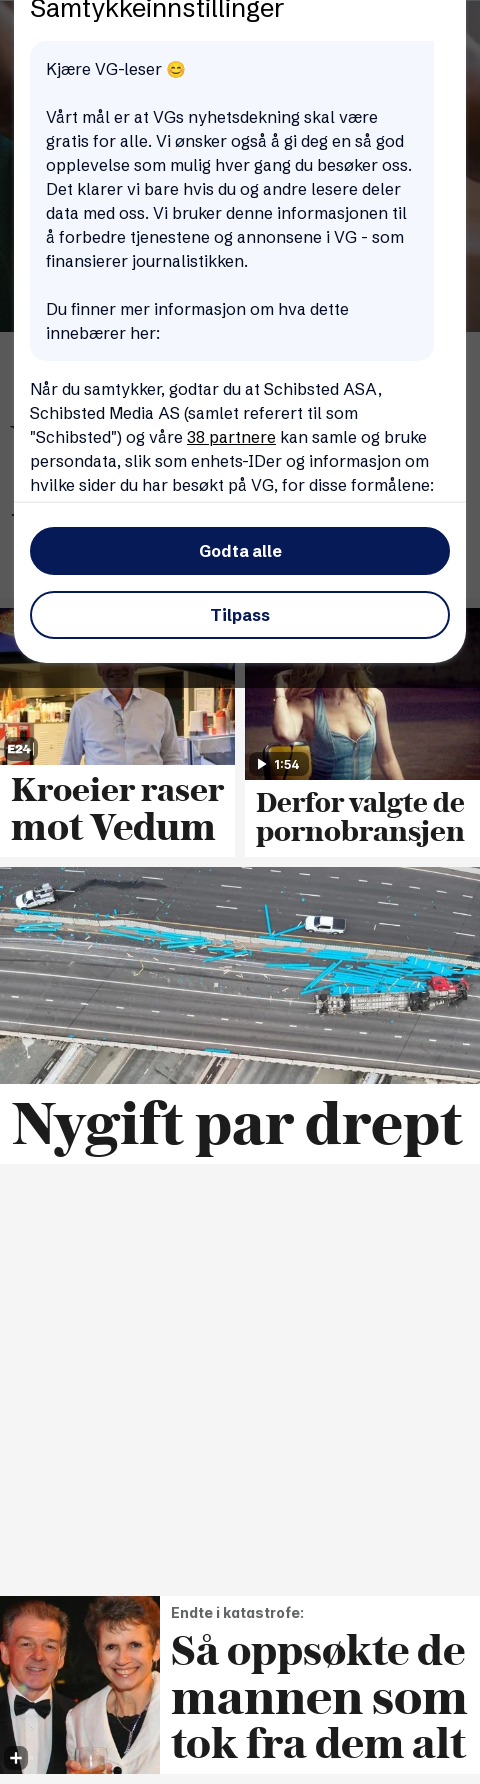 Samtykkeinnstillinger
Kjære VG-leser 😊
Vårt mål er at VGs nyhetsdekning skal være
gratis for alle. Vi ønsker også å gi deg en så god
opplevelse som mulig hver gang du besøker oss.
Det klarer vi bare hvis du og andre lesere deler
data med oss. Vi bruker denne informasjonen til
å forbedre tjenestene og annonsene i VG - som
finansierer journalistikken.
Du finner mer informasjon om hva dette
innebærer her:
Når du samtykker, godtar du at Schibsted ASA,
Schibsted Media AS (samlet referert til som
"Schibsted") og våre 38 partnere kan samle og bruke
persondata, slik som enhets-IDer og informasjon om
hvilke sider du har besøkt på VG, for disse formålene:
Godta alle
Tilpass
E24
1:54
Kroeier raser
mot Vedum
Derfor valgte de
pornobransjen
Nygift par drept
Endte i katastrofe:
Så oppsøkte de
mannen som
tok fra dem alt